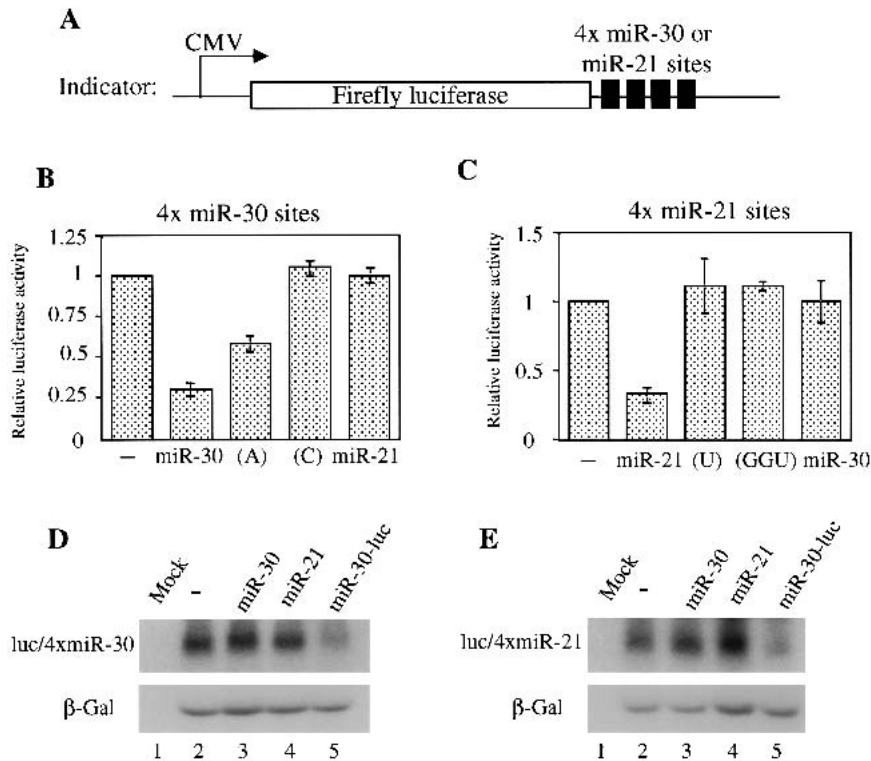 A
CMV
4x miR-30 or
miR-21 sites
Indicator:
Firefly luciferase
B
4x miR-30 sites
Relative luciferase activity
1.25
1
0.75
0.5
0.25
0
– miR-30 (A) (C) miR-21
C
4x miR-21 sites
Relative luciferase activity
1.5
1
0.5
0
– miR-21 (U) (GGU) miR-30
D
Mock
-
miR-30
miR-21
miR-30-luc
luc/4xmiR-30
β-Gal
1 2 3 4 5
E
Mock
-
miR-30
miR-21
miR-30-luc
luc/4xmiR-21
β-Gal
1 2 3 4 5